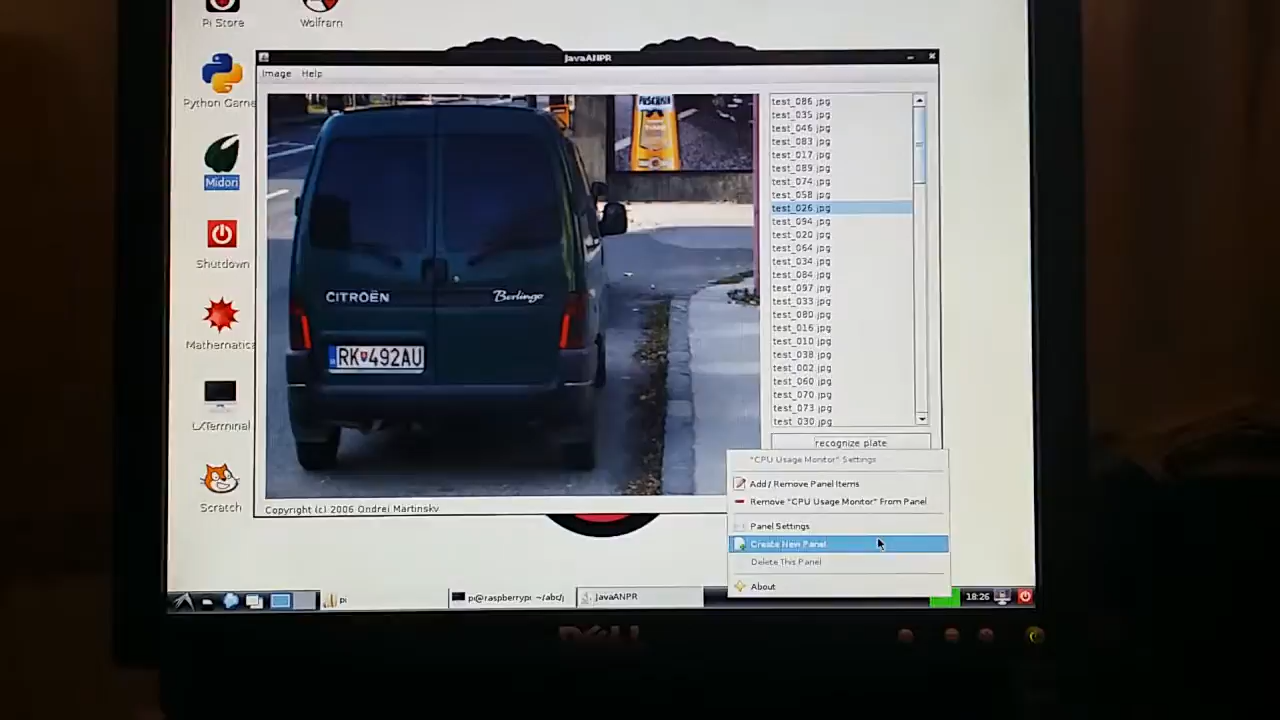 Pi Store
Wolfram
Python Game
Midori
Shutdown
Mathematica
LXTerminal
Scratch
JavaANPR
Image Help
CITROËN
Berlingo
RK 492AU
PUSCHKIN
test_086.jpg
test_035.jpg
test_046.jpg
test_083.jpg
test_017.jpg
test_089.jpg
test_074.jpg
test_058.jpg
test_026.jpg
test_094.jpg
test_020.jpg
test_064.jpg
test_034.jpg
test_084.jpg
test_097.jpg
test_033.jpg
test_080.jpg
test_016.jpg
test_010.jpg
test_038.jpg
test_002.jpg
test_060.jpg
test_070.jpg
test_073.jpg
test_030.jpg
recognize plate
Copyright (c) 2006 Ondrej Martinsky
"CPU Usage Monitor" Settings
Add / Remove Panel Items
Remove "CPU Usage Monitor" From Panel
Panel Settings
Create New Panel
Delete This Panel
About
pi
pi@raspberrypi: ~/abc/j
JavaANPR
18:26
DELL